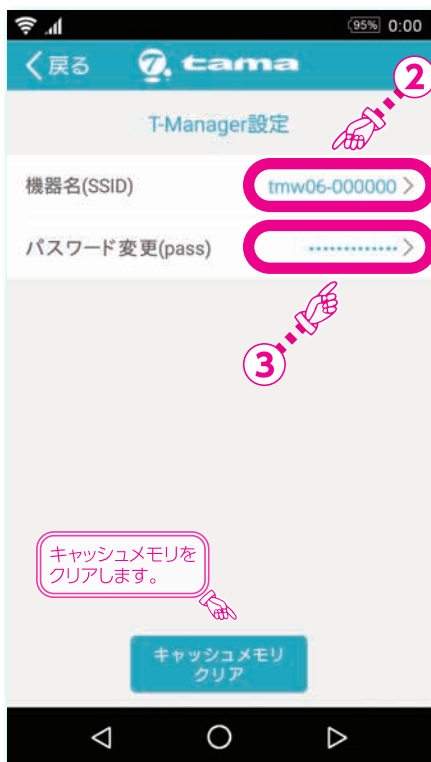 95% 0:00
戻る tama
②
T-Manager設定
機器名(SSID) tmw06-000000 >
パスワード変更(pass) ••••••••••••• >
③
キャッシュメモリを
クリアします。
キャッシュメモリ
クリア